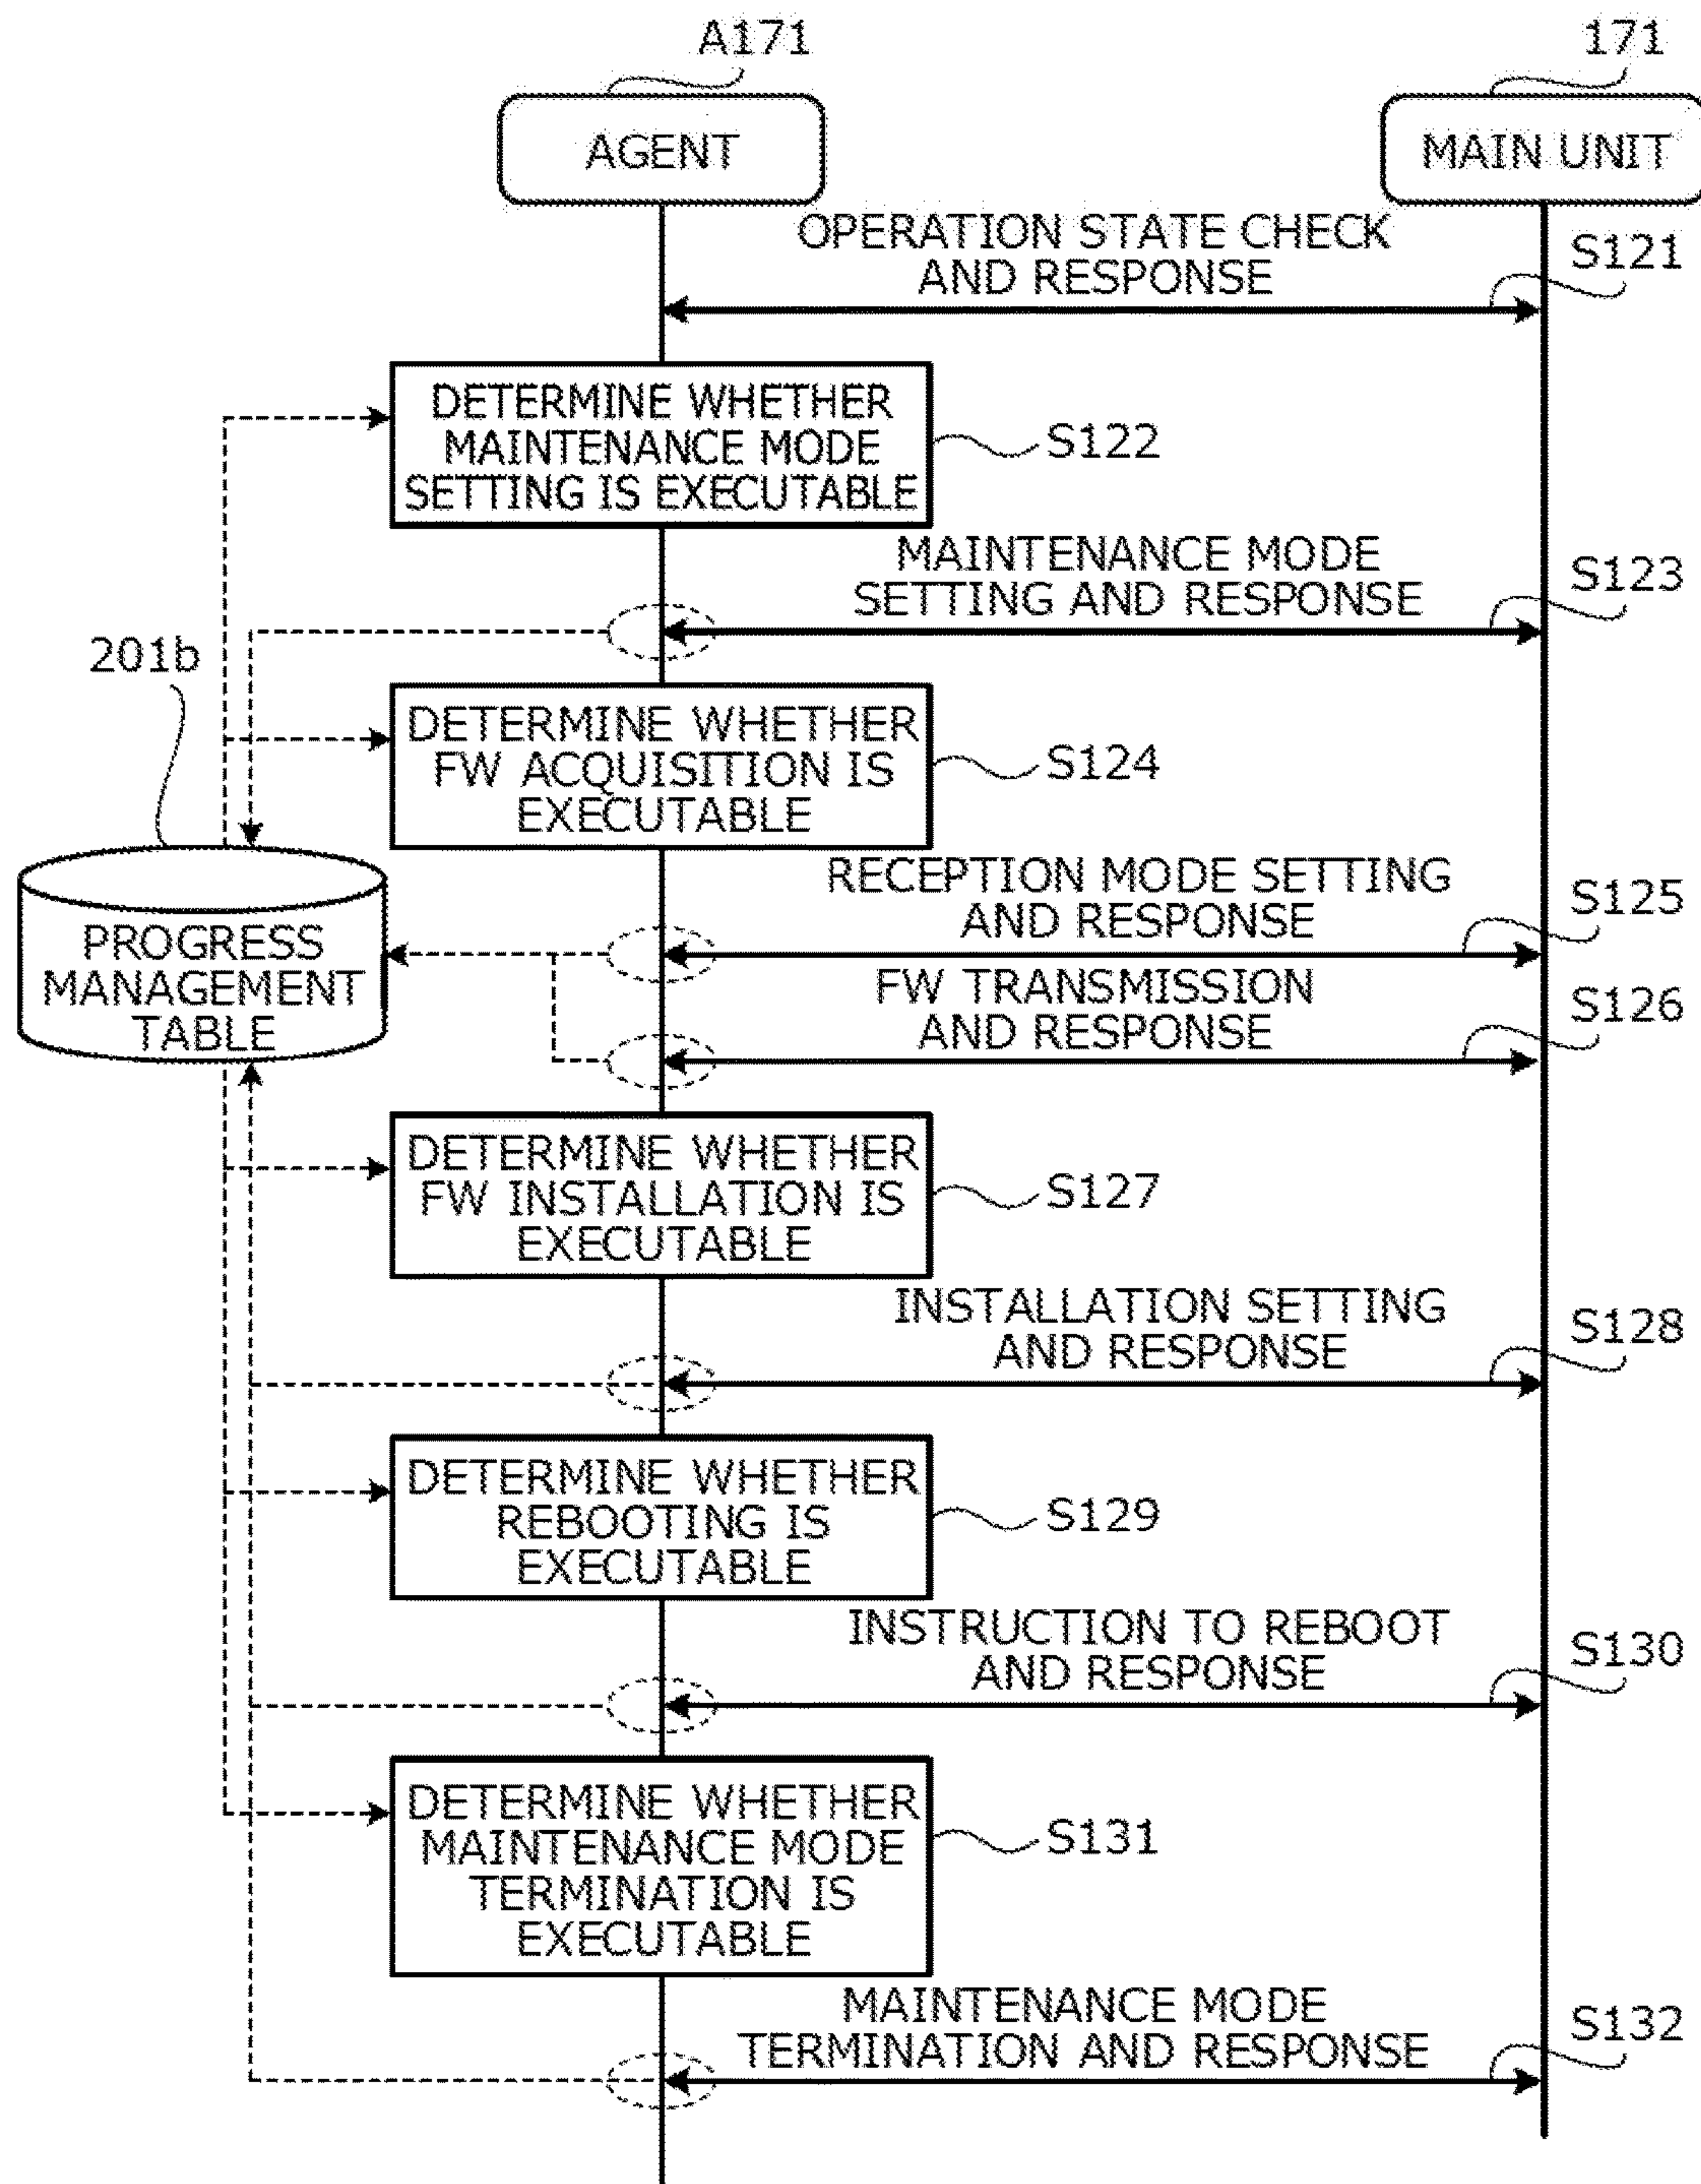 A171
171
AGENT
MAIN UNIT
OPERATION STATE CHECK
AND RESPONSE
S121
DETERMINE WHETHER
MAINTENANCE MODE
SETTING IS EXECUTABLE
S122
MAINTENANCE MODE
SETTING AND RESPONSE
S123
201b
DETERMINE WHETHER
FW ACQUISITION IS
EXECUTABLE
S124
RECEPTION MODE SETTING
AND RESPONSE
S125
PROGRESS
MANAGEMENT
TABLE
FW TRANSMISSION
AND RESPONSE
S126
DETERMINE WHETHER
FW INSTALLATION IS
EXECUTABLE
S127
INSTALLATION SETTING
AND RESPONSE
S128
DETERMINE WHETHER
REBOOTING IS
EXECUTABLE
S129
INSTRUCTION TO REBOOT
AND RESPONSE
S130
DETERMINE WHETHER
MAINTENANCE MODE
TERMINATION IS
EXECUTABLE
S131
MAINTENANCE MODE
TERMINATION AND RESPONSE
S132